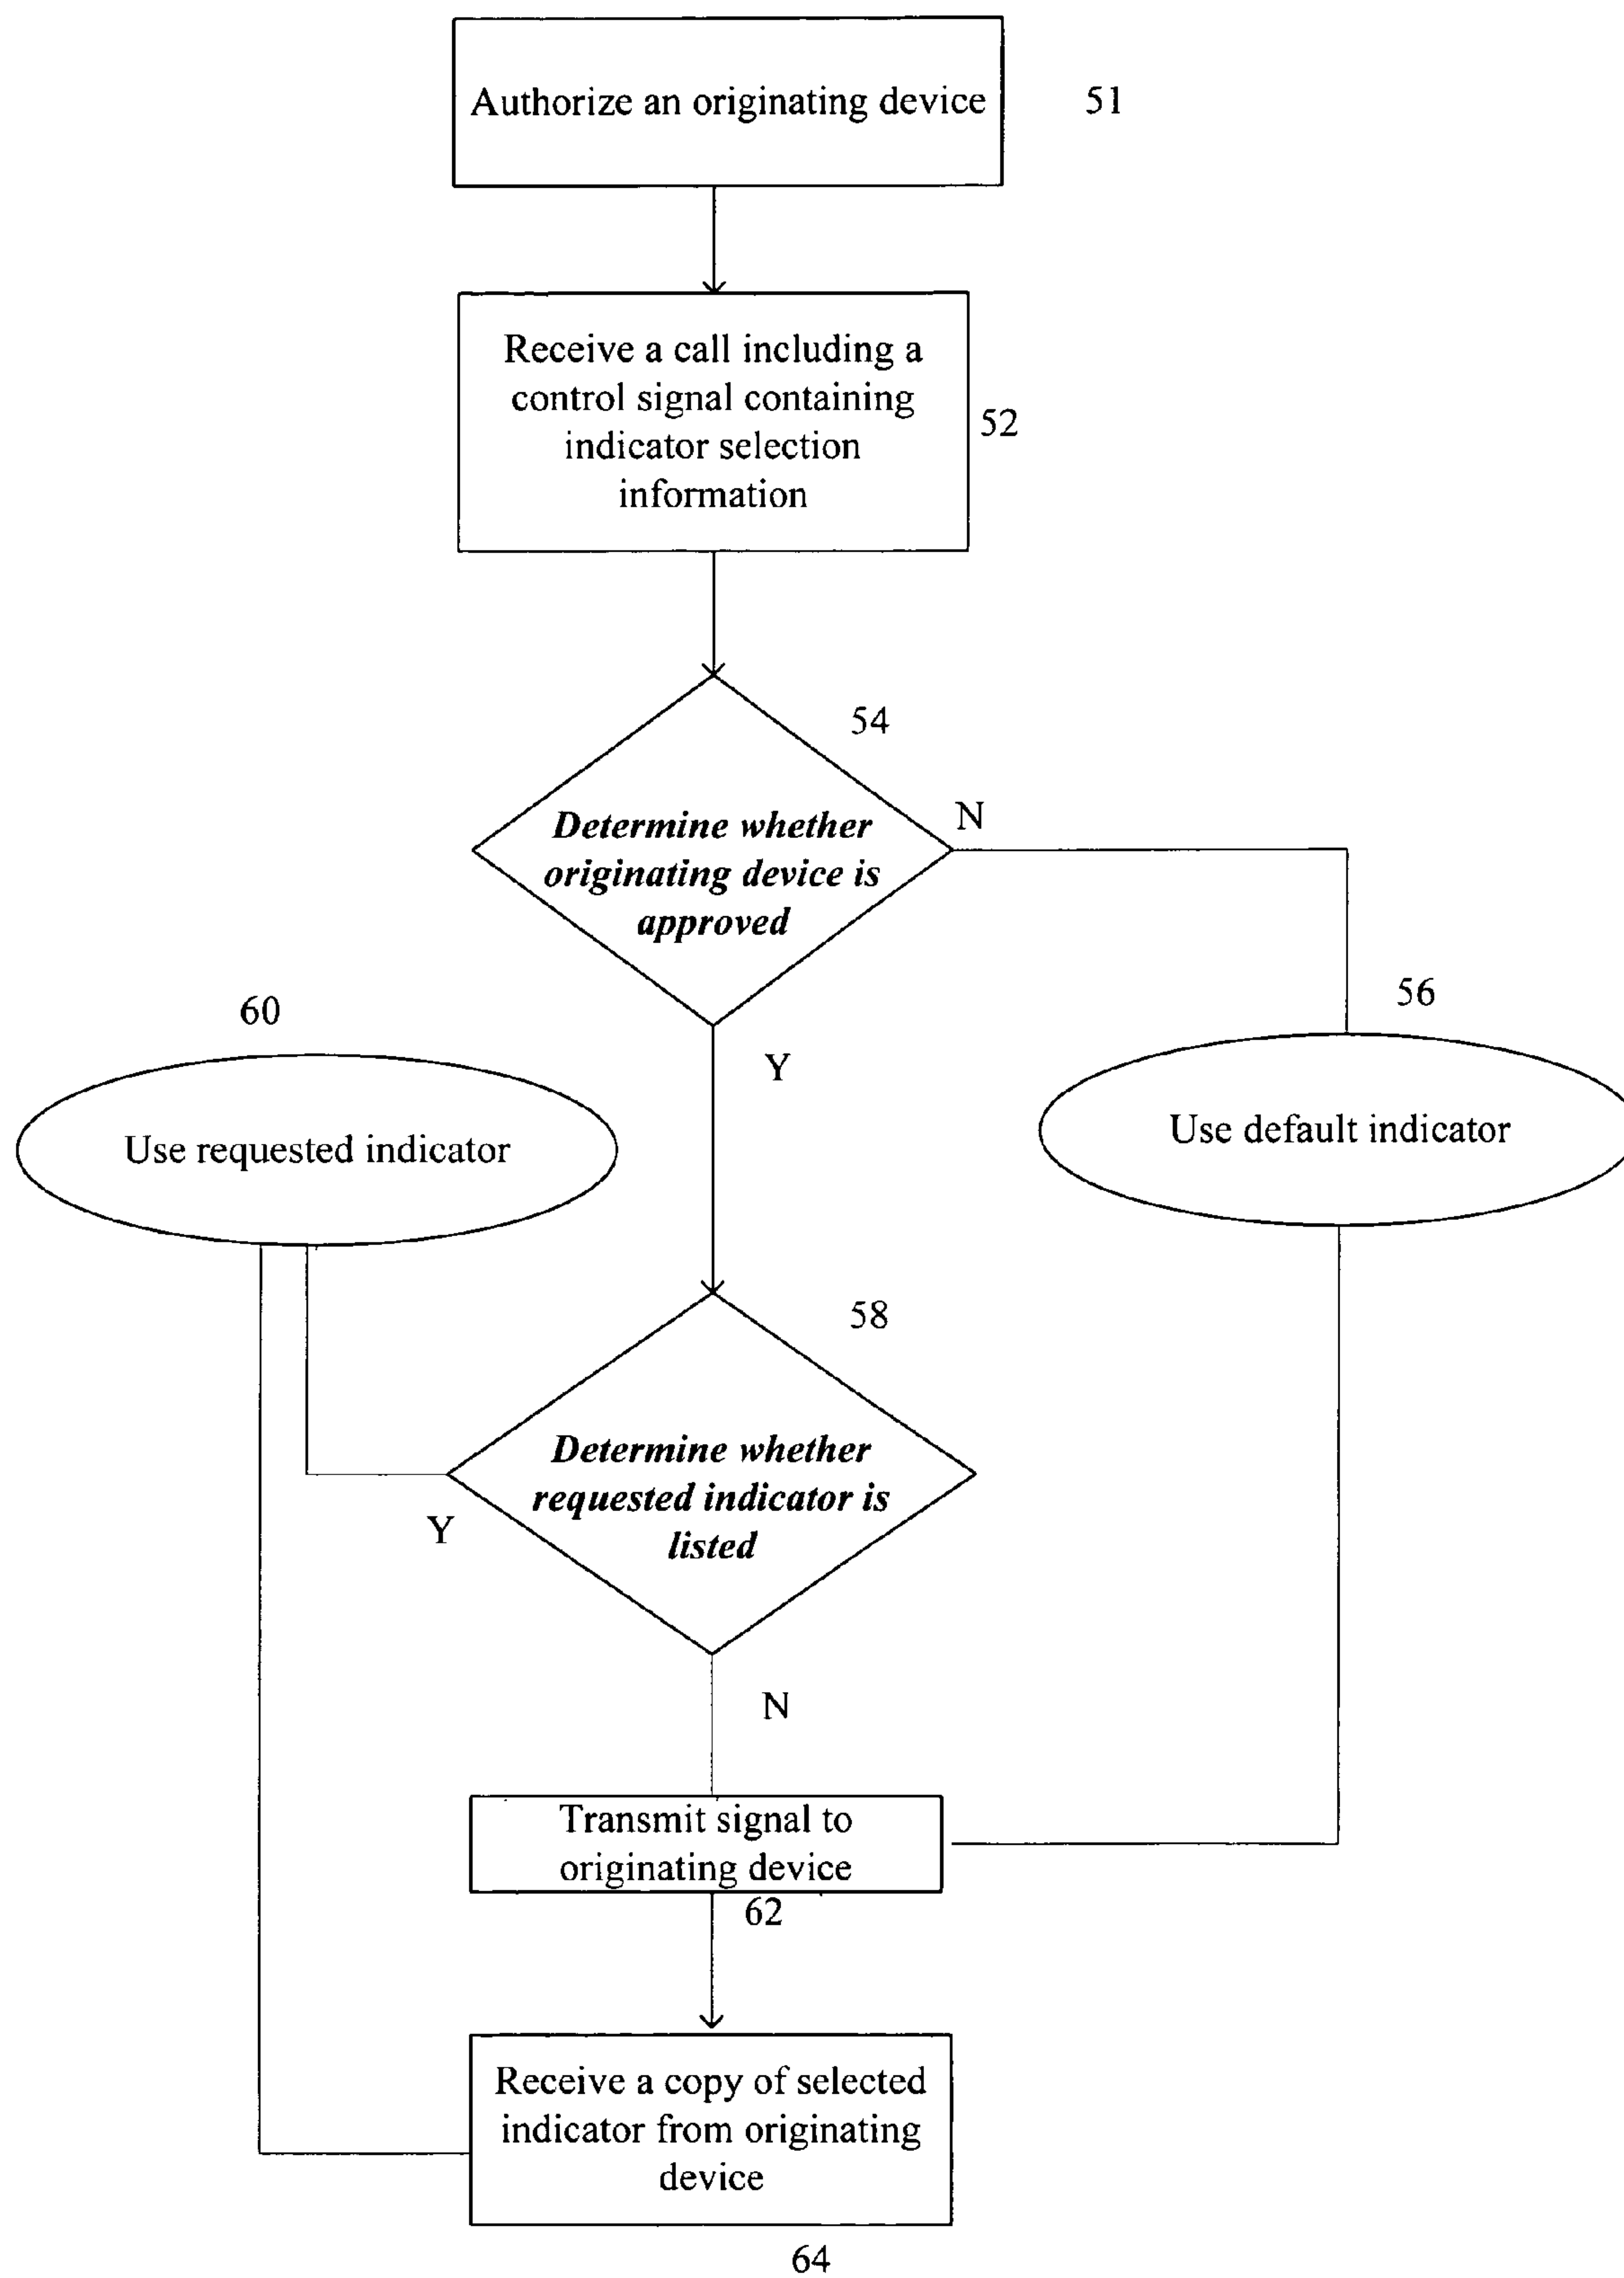 Authorize an originating device
51
Receive a call including a
control signal containing
indicator selection
information
52
54
Determine whether
originating device is
approved
N
Y
60
Use requested indicator
56
Use default indicator
58
Determine whether
requested indicator is
listed
Y
N
Transmit signal to
originating device
62
Receive a copy of selected
indicator from originating
device
64